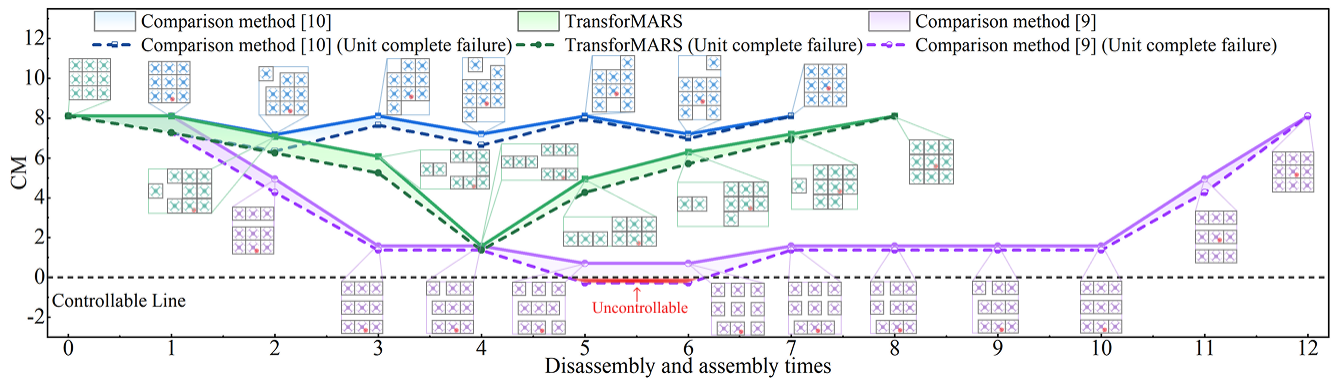 Comparison method [10] TransforMARS Comparison method [9]
Comparison method [10] (Unit complete failure) TransforMARS (Unit complete failure) Comparison method [9] (Unit complete failure)
12
10
8
6
4
2
0
-2
CM
Controllable Line
Uncontrollable
0 1 2 3 4 5 6 7 8 9 10 11 12
Disassembly and assembly times